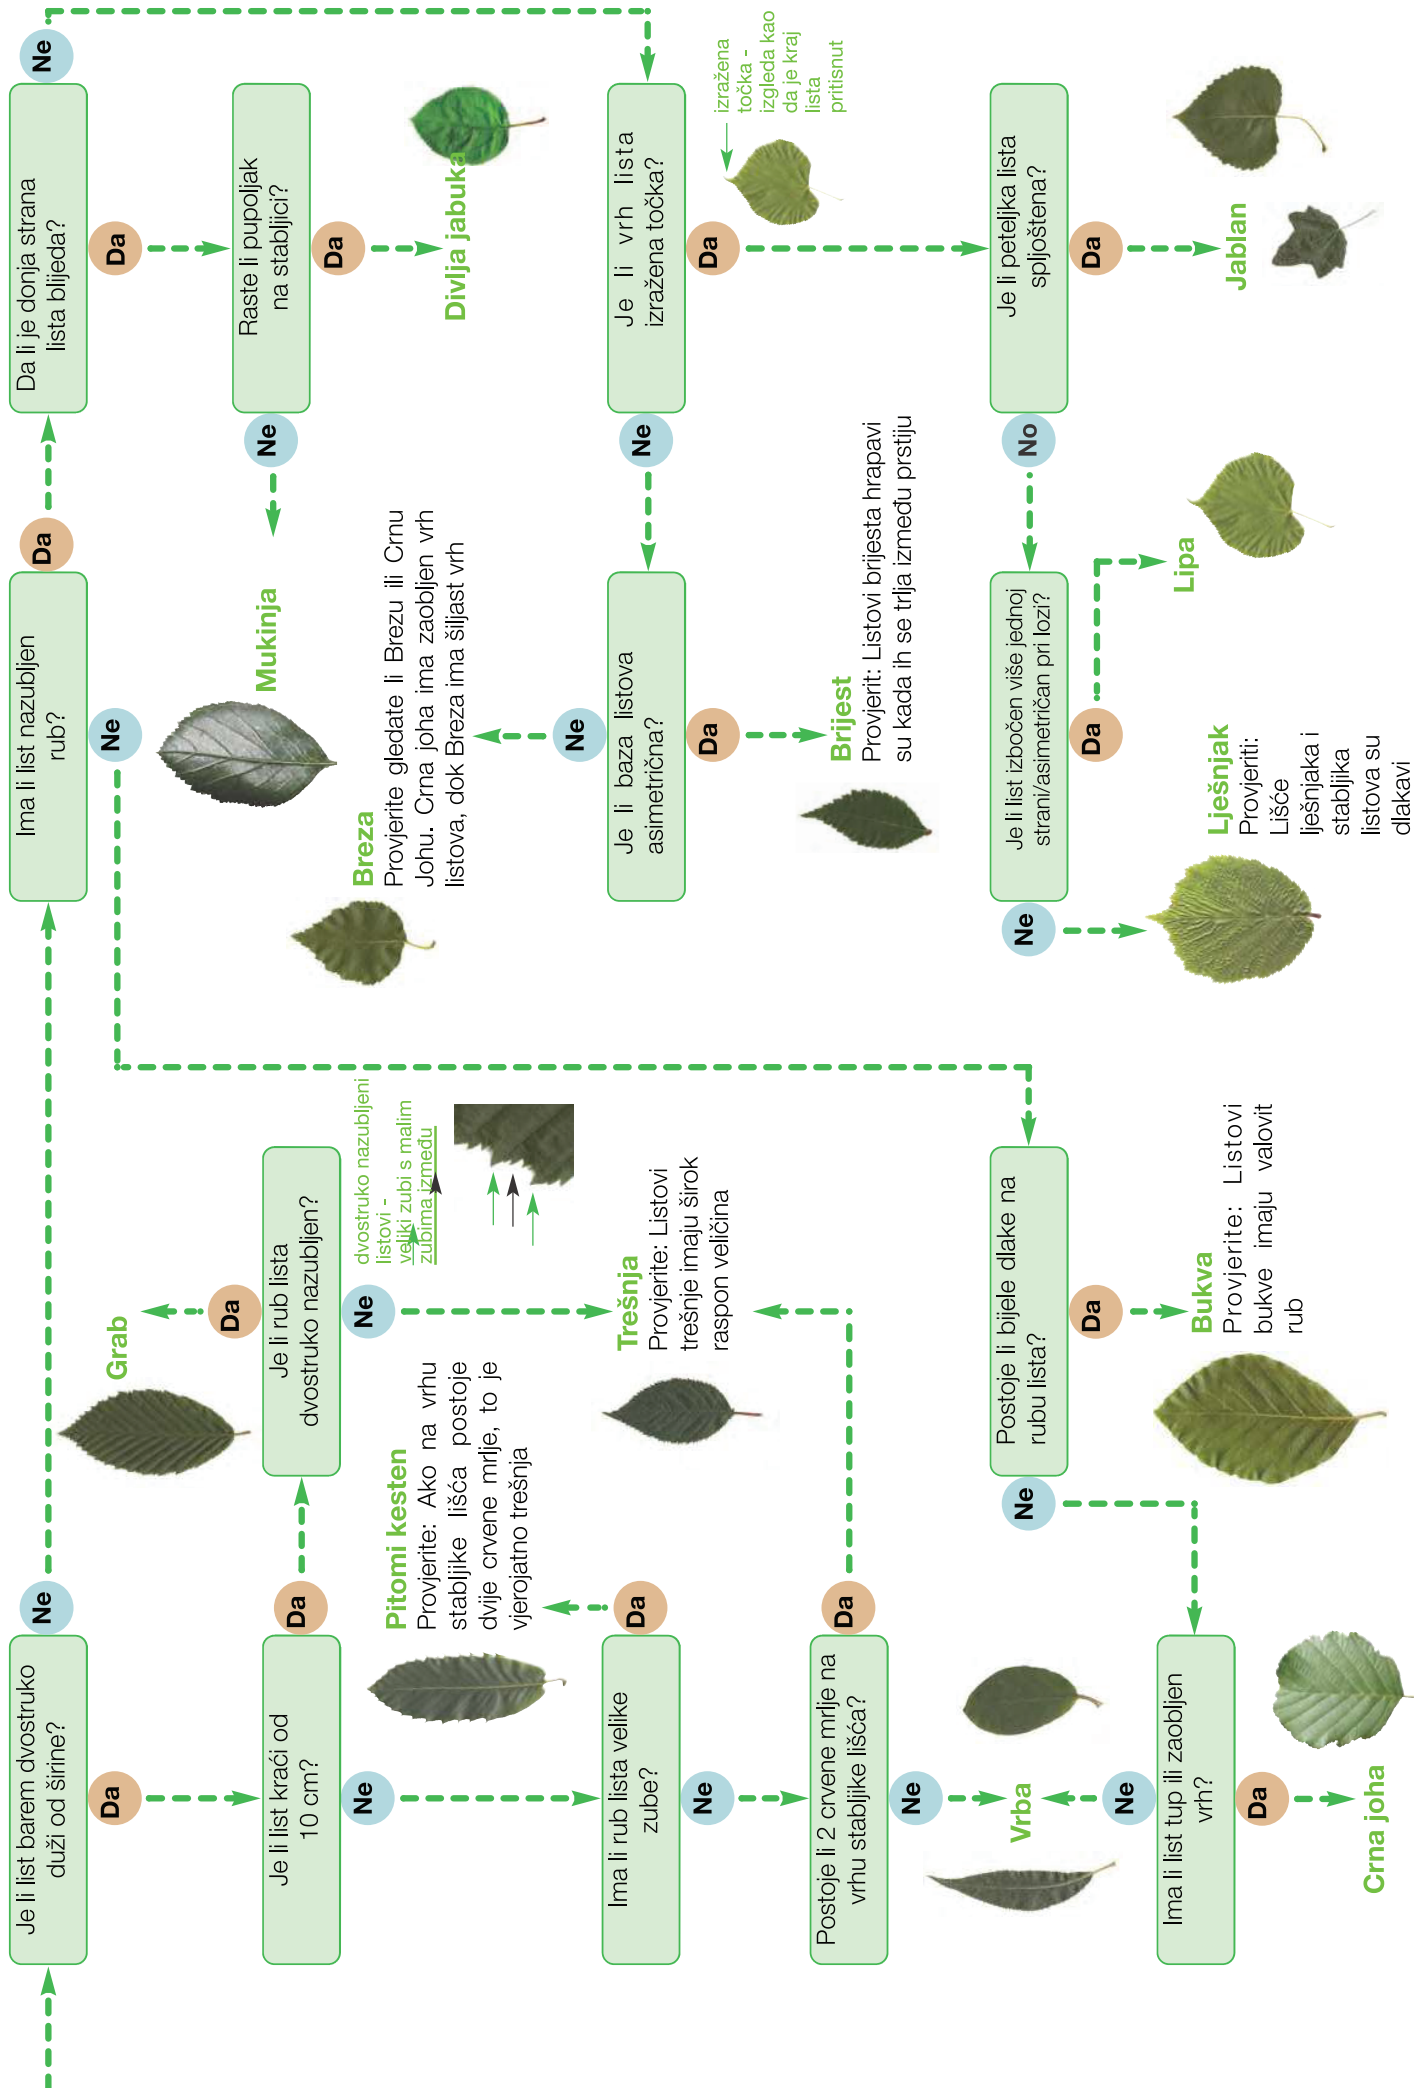 Je li list barem dvostruko
duži od širine?
Ne
Da
Je li list kraći od
10 cm?
Da
Ne
Je li rub lista
dvostruko nazubljen?
Da
Ne
Grab
dvostruko nazubljeni
listovi -
veliki zubi s malim
zubima između
Pitomi kesten
Provjerite: Ako na vrhu
stabljike lišća postoje
dvije crvene mrlje, to je
vjerojatno trešnja
Trešnja
Provjerite: Listovi
trešnje imaju širok
raspon veličina
Ima li rub lista velike
zube?
Da
Ne
Postoje li 2 crvene mrlje na
vrhu stabljike lišća?
Da
Ne
Vrba
Ne
Ima li list tup ili zaobljen
vrh?
Da
Crna joha
Postoje li bijele dlake na
rubu lista?
Ne
Da
Bukva
Provjerite: Listovi
bukve imaju valovit
rub
Ima li list nazubljen
rub?
Da
Ne
Da li je donja strana
lista blijeda?
Ne
Da
Raste li pupoljak
na stabljici?
Ne
Da
Mukinja
Divlja jabuka
Breza
Provjerite gledate li Brezu ili Crnu
Johu. Crna joha ima zaobljen vrh
listova, dok Breza ima šiljast vrh
Je li vrh lista
izražena točka?
Ne
Da
izražena
točka -
izgleda kao
da je kraj
lista
pritisnut
Je li baza listova
asimetrična?
Ne
Da
Brijest
Provjerit: Listovi brijesta hrapavi
su kada ih se trlja između prstiju
Je li peteljka lista
spljoštena?
No
Da
Jablan
Je li list izbočen više jednoj
strani/asimetričan pri lozi?
Ne
Da
Lipa
Lješnjak
Provjeriti:
Lišće
lješnjaka i
stabljika
listova su
dlakavi